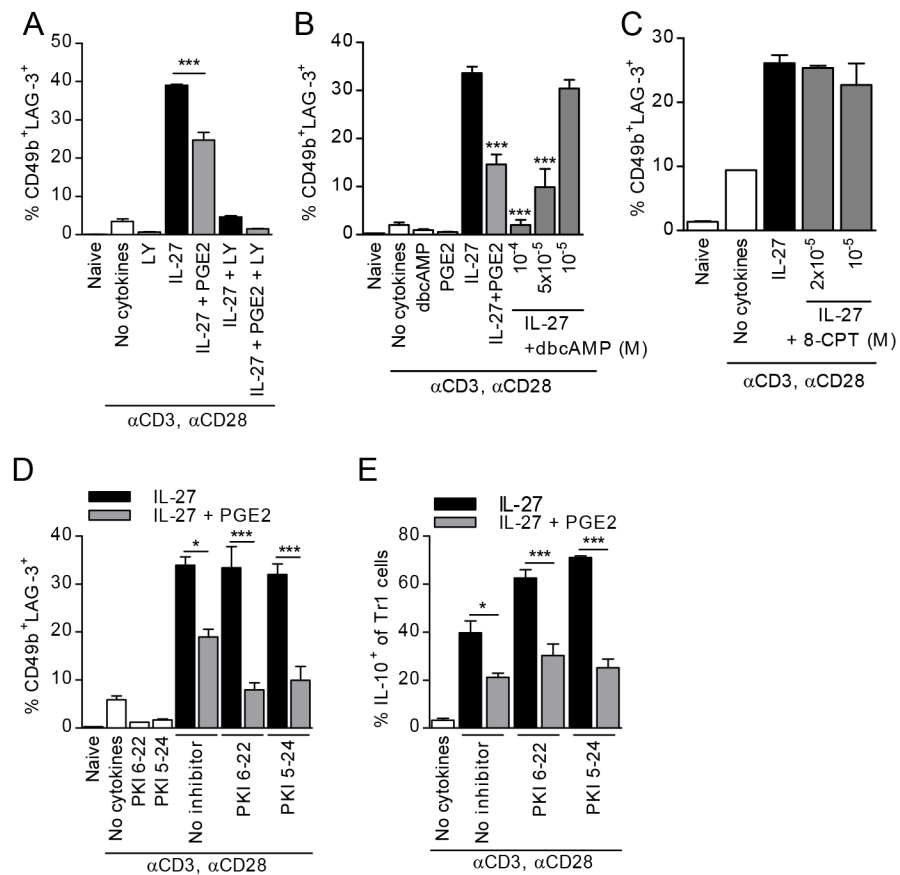 A
% CD49b⁺LAG-3⁺
50
40
30
20
10
0
***
Naive
No cytokines
LY
IL-27
IL-27 + PGE2
IL-27 + LY
IL-27 + PGE2 + LY
αCD3, αCD28
B
% CD49b⁺LAG-3⁺
40
30
20
10
0
***
***
***
Naive
No cytokines
dbcAMP
PGE2
IL-27
IL-27+PGE2
10⁻⁴
5x10⁻⁵
10⁻⁵
IL-27
+dbcAMP (M)
αCD3, αCD28
C
% CD49b⁺LAG-3⁺
30
20
10
0
Naive
No cytokines
IL-27
2x10⁻⁵
10⁻⁵
IL-27
+ 8-CPT (M)
αCD3, αCD28
D
IL-27
IL-27 + PGE2
% CD49b⁺LAG-3⁺
40
30
20
10
0
*
***
***
Naive
No cytokines
PKI 6-22
PKI 5-24
No inhibitor
PKI 6-22
PKI 5-24
αCD3, αCD28
E
IL-27
IL-27 + PGE2
% IL-10⁺ of Tr1 cells
80
60
40
20
0
*
***
***
No cytokines
No inhibitor
PKI 6-22
PKI 5-24
αCD3, αCD28